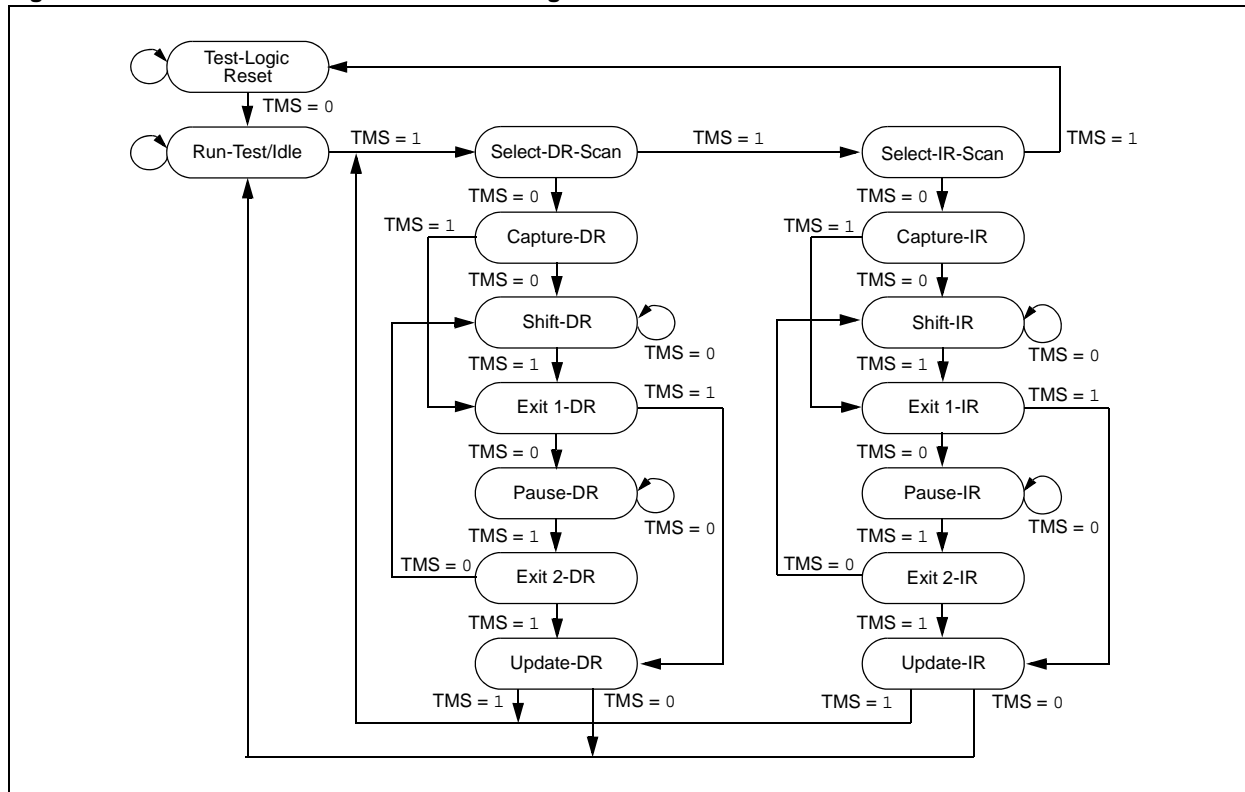 Test-Logic
Reset
TMS = 0
Run-Test/Idle
TMS = 1
Select-DR-Scan
TMS = 1
Select-IR-Scan
TMS = 1
TMS = 0
TMS = 0
TMS = 1
Capture-DR
TMS = 1
Capture-IR
TMS = 0
TMS = 0
Shift-DR
TMS = 0
Shift-IR
TMS = 0
TMS = 1
TMS = 1
TMS = 1
TMS = 1
Exit 1-DR
Exit 1-IR
TMS = 0
TMS = 0
Pause-DR
TMS = 0
Pause-IR
TMS = 0
TMS = 1
TMS = 1
TMS = 0
Exit 2-DR
TMS = 0
Exit 2-IR
TMS = 1
TMS = 1
Update-DR
Update-IR
TMS = 1
TMS = 0
TMS = 1
TMS = 0